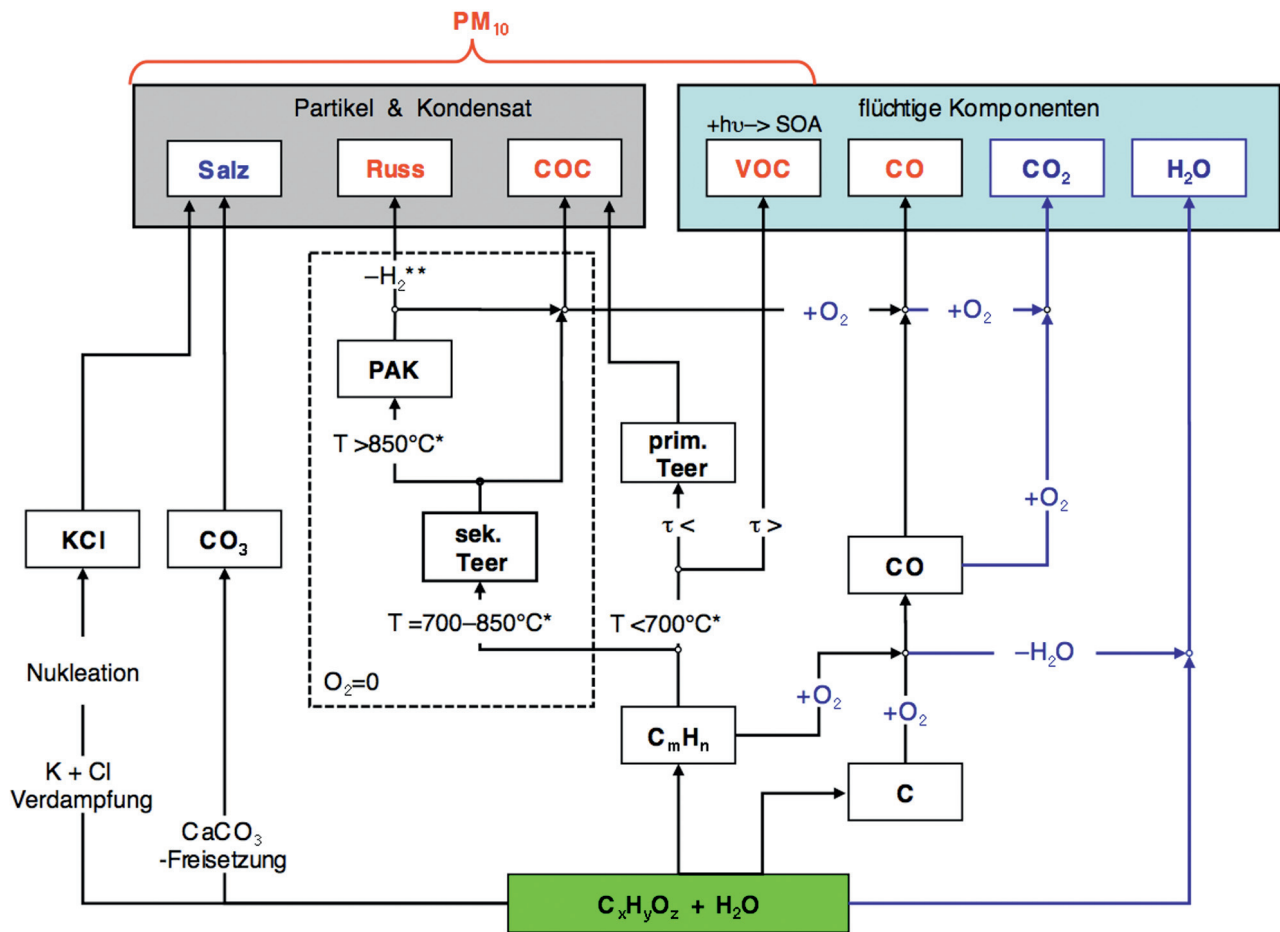 PM₁₀
Partikel & Kondensat
flüchtige Komponenten
+hυ–> SOA
Salz
Russ
COC
VOC
CO
CO₂
H₂O
–H₂**
+O₂
+O₂
PAK
T >850°C*
prim.
Teer
+O₂
KCl
CO₃
sek.
Teer
τ <
τ >
CO
T =700–850°C*
T <700°C*
–H₂O
Nukleation
O₂=0
+O₂
+O₂
CₘHₙ
K + Cl
Verdampfung
C
CaCO₃
-Freisetzung
CₓHᵧO₂ + H₂O